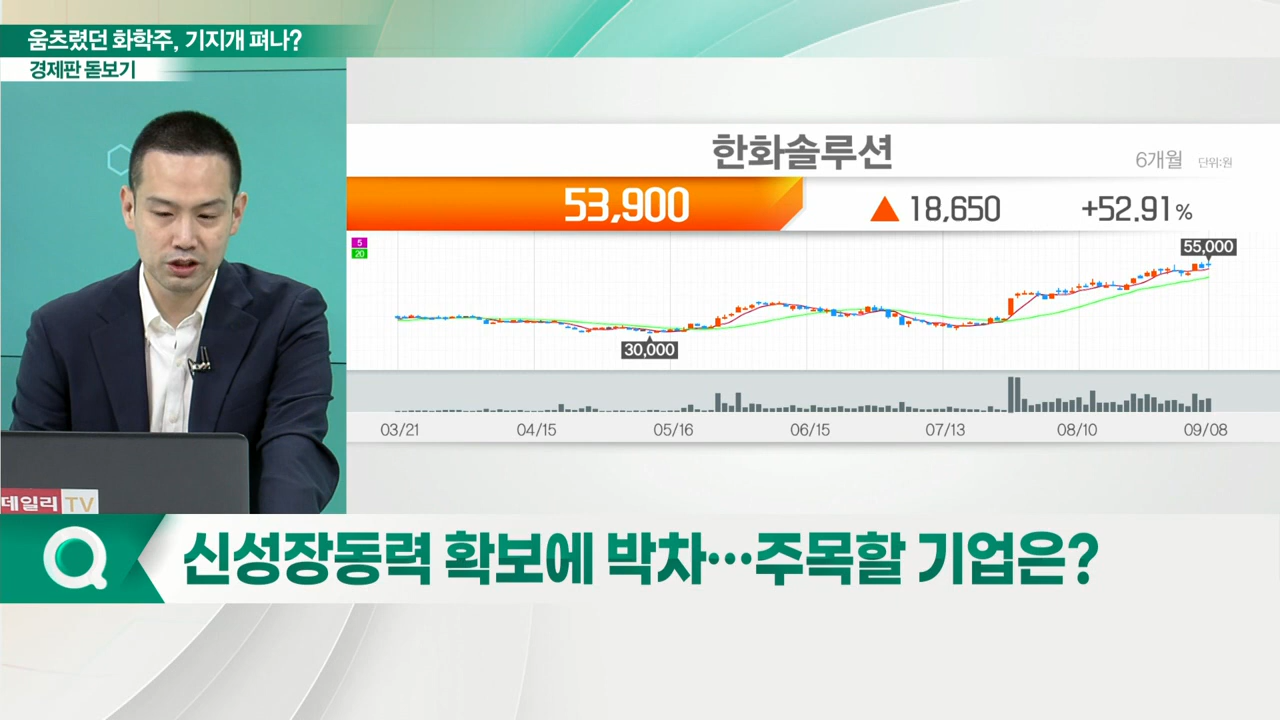 움츠렸던 화학주, 기지개 펴나?
경제판 돋보기
한화솔루션
6개월 단위:원
53,900 ▲ 18,650 +52.91%
5
20
55,000
30,000
03/21 04/15 05/16 06/15 07/13 08/10 09/08
데일리 TV
Q 신성장동력 확보에 박차…주목할 기업은?